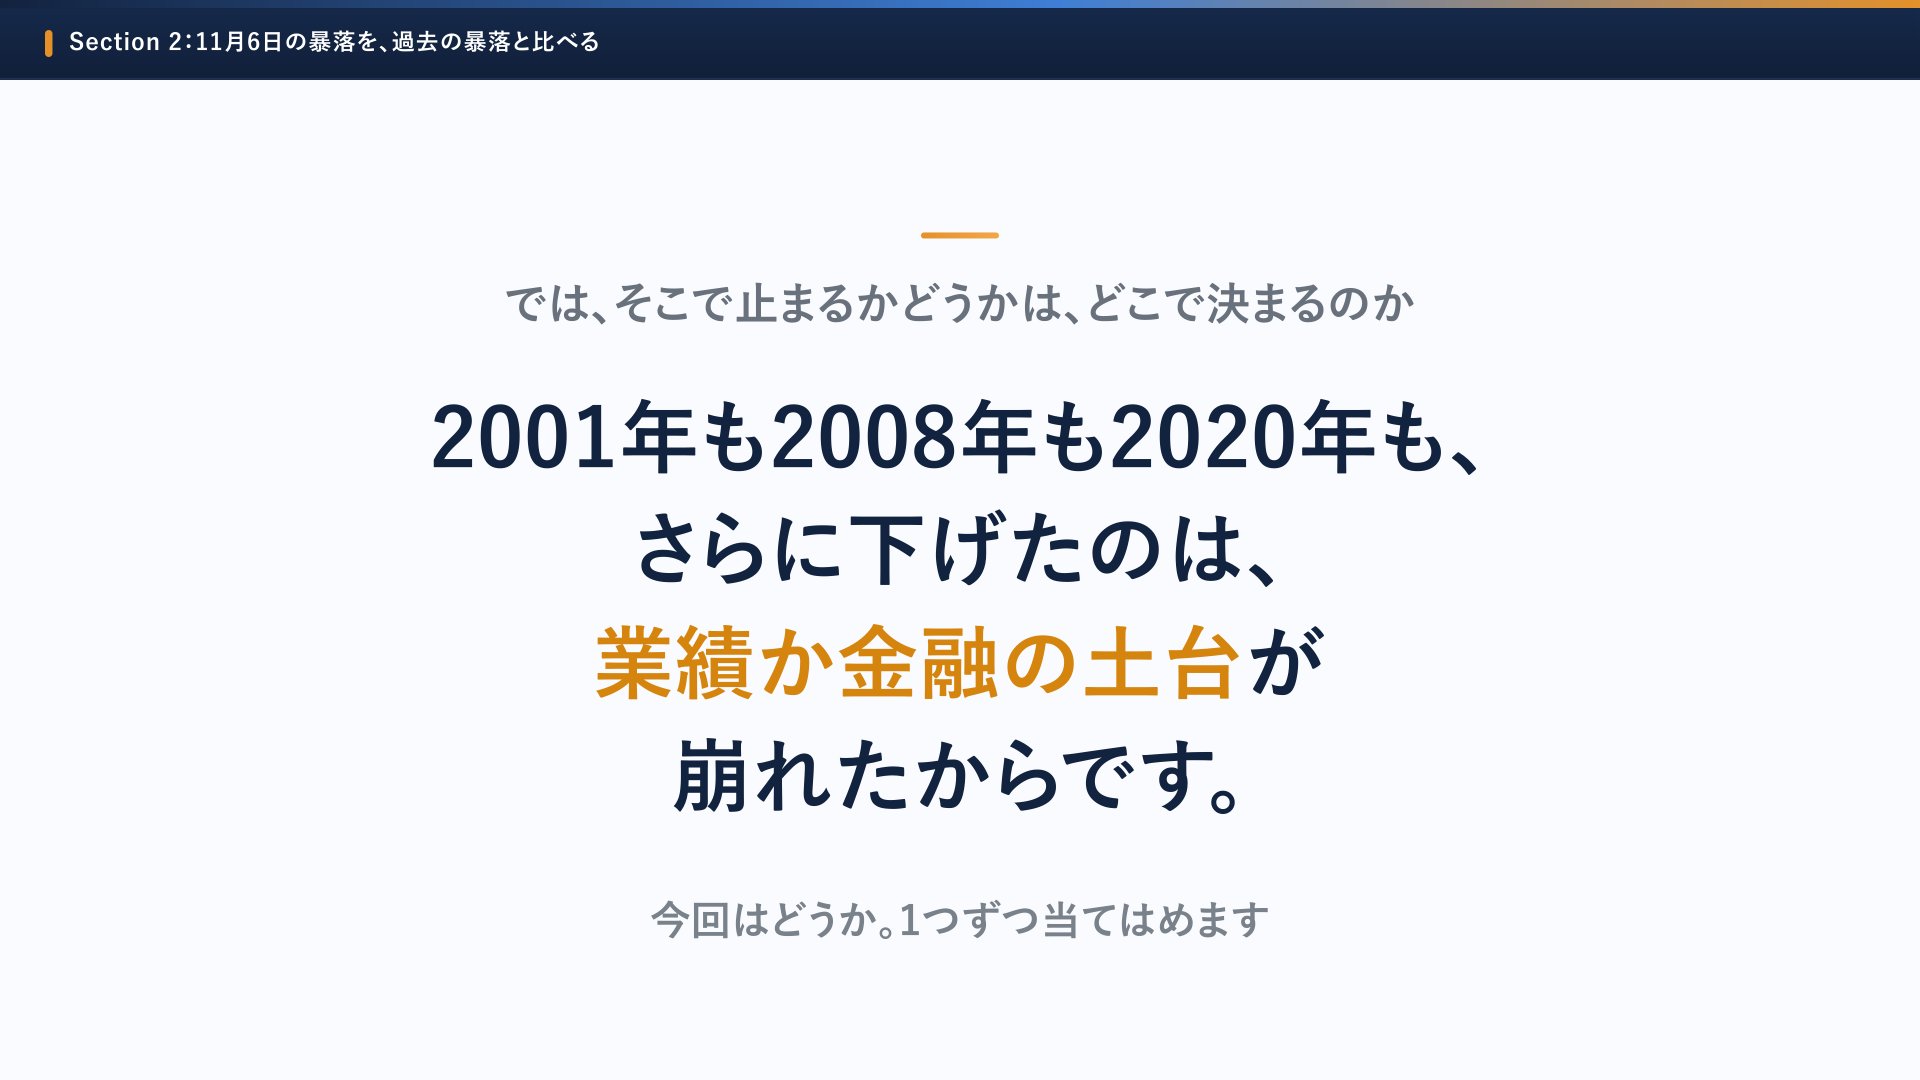 Section 2：11月6日の暴落を、過去の暴落と比べる
では、そこで止まるかどうかは、どこで決まるのか
2001年も2008年も2020年も、
さらに下げたのは、
業績か金融の土台が
崩れたからです。
今回はどうか。1つずつ当てはめます